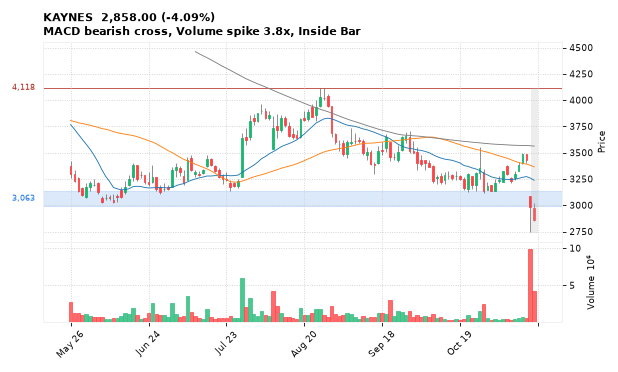 KAYNES 2,858.00 (-4.09%)
MACD bearish cross, Volume spike 3.8x, Inside Bar
4500
4250
4,118
4000
3750
3500
3250
3,063
3000
2750
Price
10
5
Volume 10⁶
May 26
Jun 24
Jul 23
Aug 20
Sep 18
Oct 19